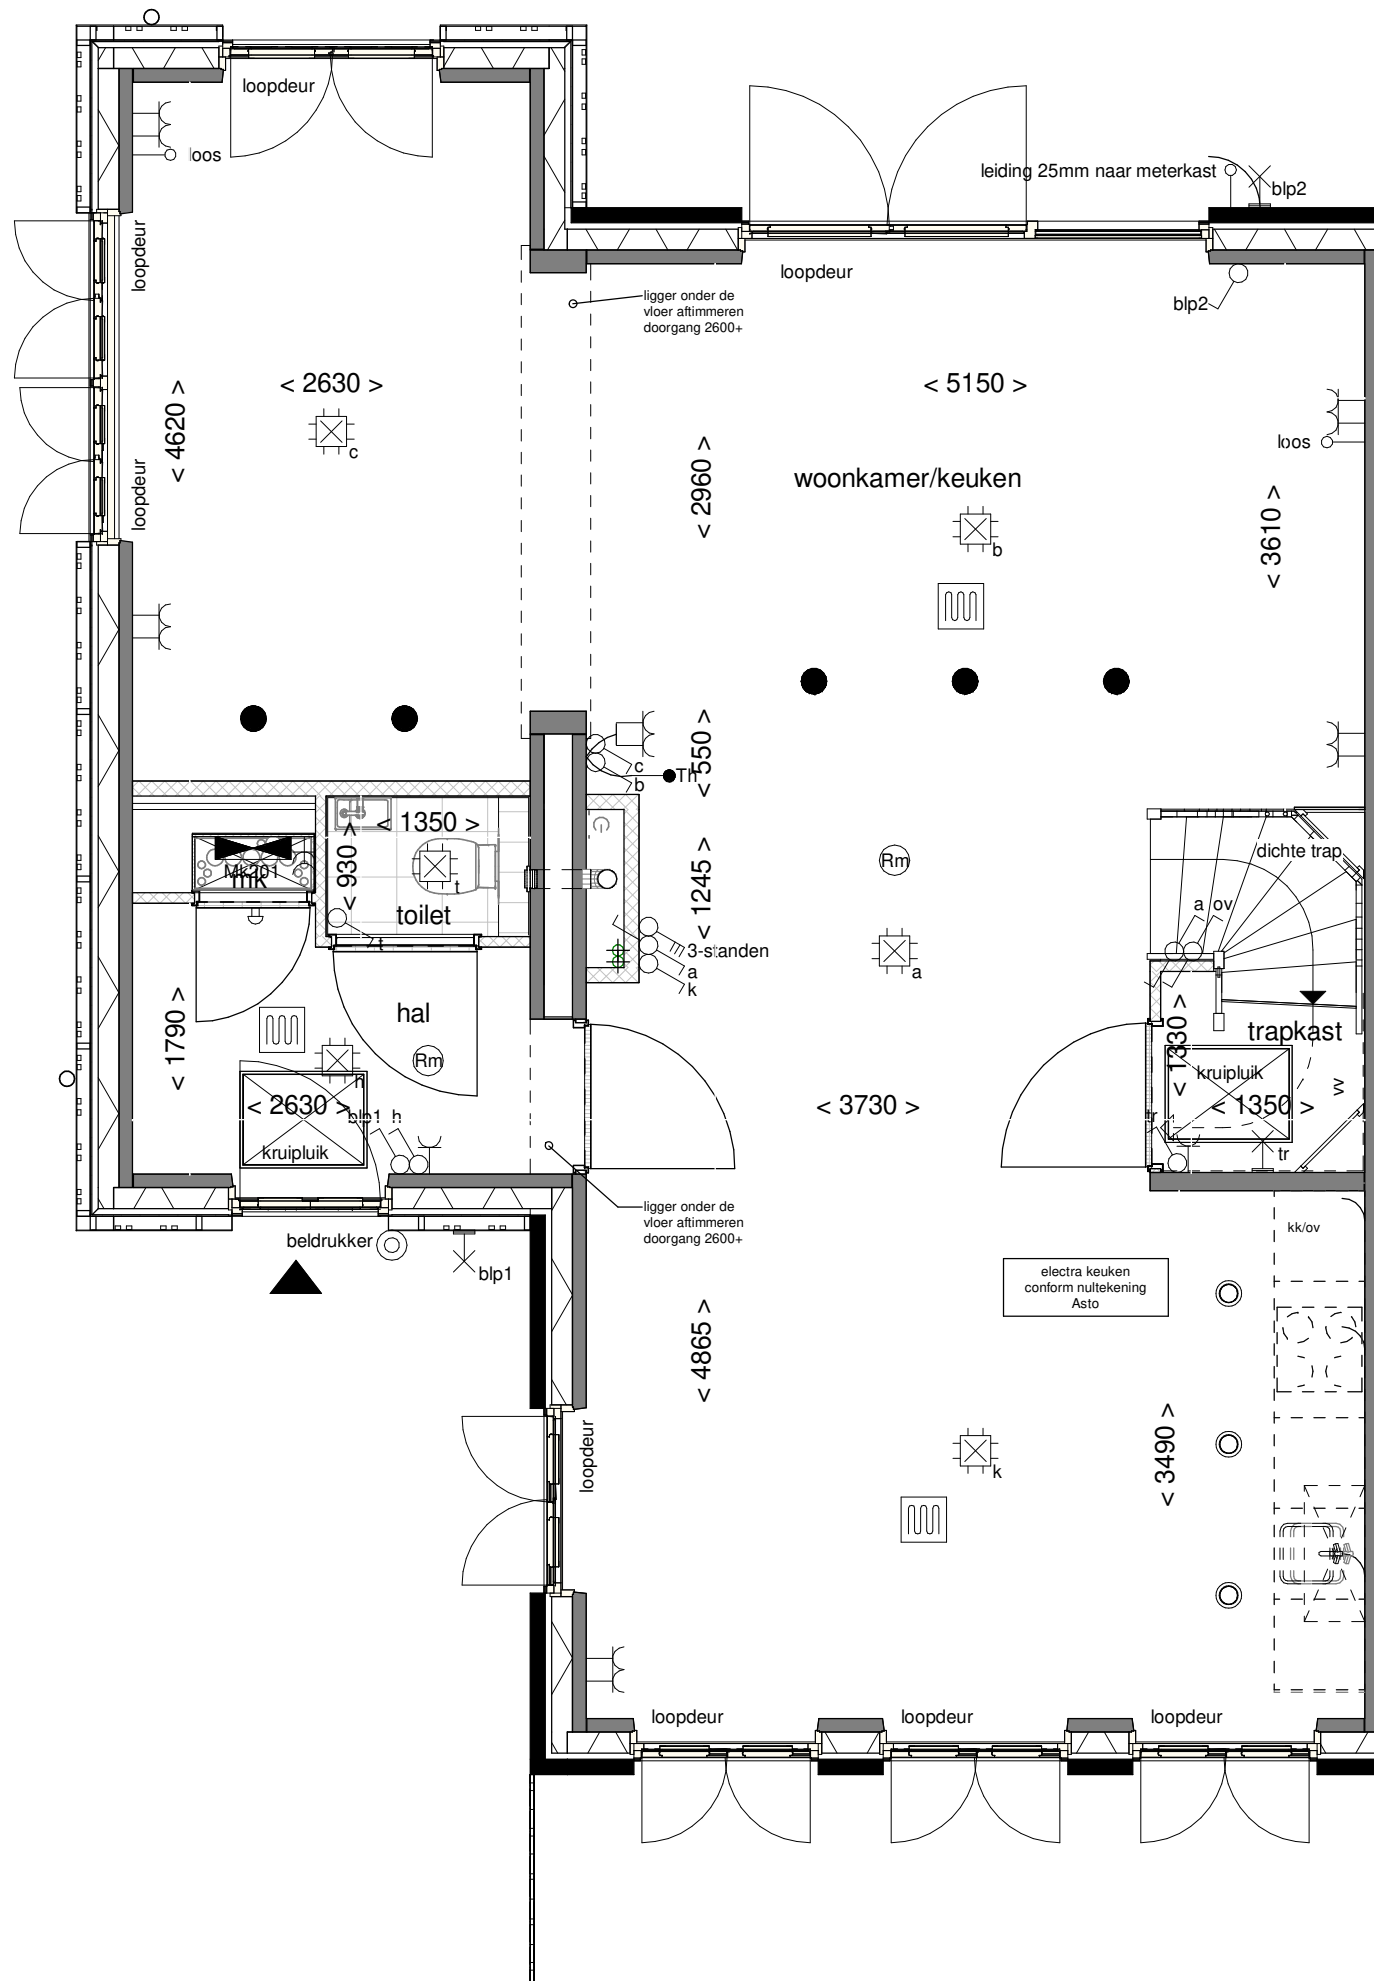 loopdeur
loos
leiding 25mm naar meterkast
blp2
loopdeur
loopdeur
blp2
ligger onder de
vloer aftimmeren
doorgang 2600+
< 2630 >
< 5150 >
< 4620 >
c
loos
< 2960 >
woonkamer/keuken
loopdeur
< 3610 >
b
c
b
Th
< 550 >
< 1350 >
< 930 >
Mk201
mk
t
toilet
t
< 1245 >
Rm
dichte trap
a ov
3-standen
a
k
a
hal
< 1790 >
Rm
h
< 1330 >
trapkast
kruipluik
vv
< 2630 >
blp1 h
< 3730 >
< 1350 >
tr
tr
kruipluik
ligger onder de
vloer aftimmeren
doorgang 2600+
kk/ov
beldrukker
blp1
electra keuken
conform nultekening
Asto
< 4865 >
loopdeur
k
< 3490 >
loopdeur
loopdeur
loopdeur